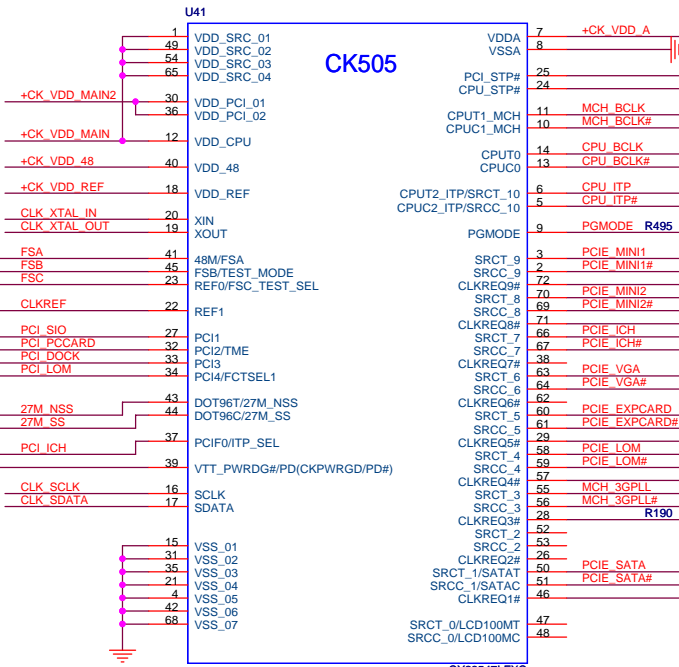 U41
CK505
1 VDD_SRC_01
49 VDD_SRC_02
54 VDD_SRC_03
65 VDD_SRC_04
+CK_VDD_MAIN2 30 VDD_PCI_01
36 VDD_PCI_02
+CK_VDD_MAIN 12 VDD_CPU
+CK_VDD_48 40 VDD_48
+CK_VDD_REF 18 VDD_REF
CLK_XTAL_IN 20 XIN
CLK_XTAL_OUT 19 XOUT
FSA 41 48M/FSA
FSB 45 FSB/TEST_MODE
FSC 23 REF0/FSC_TEST_SEL
CLKREF 22 REF1
PCI_SIO 27 PCI1
PCI_PCCARD 32 PCI2/TME
PCI_DOCK 33 PCI3
PCI_LOM 34 PCI4/FCTSEL1
27M_NSS 43 DOT96T/27M_NSS
27M_SS 44 DOT96C/27M_SS
PCI_ICH 37 PCIF0/ITP_SEL
39 VTT_PWRDG#/PD(CKPWRGD/PD#)
CLK_SCLK 16 SCLK
CLK_SDATA 17 SDATA
15 VSS_01
31 VSS_02
35 VSS_03
21 VSS_04
4 VSS_05
42 VSS_06
68 VSS_07
VDDA 7 +CK_VDD_A
VSSA 8
PCI_STP# 25
CPU_STP# 24
CPUT1_MCH 11 MCH_BCLK
CPUC1_MCH 10 MCH_BCLK#
CPUT0 14 CPU_BCLK
CPUC0 13 CPU_BCLK#
CPUT2_ITP/SRCT_10 6 CPU_ITP
CPUC2_ITP/SRCC_10 5 CPU_ITP#
PGMODE 9 PGMODE R495
SRCT_9 3 PCIE_MINI1
SRCC_9 2 PCIE_MINI1#
CLKREQ9# 72
SRCT_8 70 PCIE_MINI2
SRCC_8 69 PCIE_MINI2#
CLKREQ8# 71
SRCT_7 66 PCIE_ICH
SRCC_7 67 PCIE_ICH#
CLKREQ7# 38
SRCT_6 63 PCIE_VGA
SRCC_6 64 PCIE_VGA#
CLKREQ6# 62
SRCT_5 60 PCIE_EXPCARD
SRCC_5 61 PCIE_EXPCARD#
CLKREQ5# 29
SRCT_4 58 PCIE_LOM
SRCC_4 59 PCIE_LOM#
CLKREQ4# 57
SRCT_3 55 MCH_3GPLL
SRCC_3 56 MCH_3GPLL#
CLKREQ3# 28 R190
SRCT_2 52
SRCC_2 53
CLKREQ2# 26
SRCT_1/SATAT 50 PCIE_SATA
SRCC_1/SATAC 51 PCIE_SATA#
CLKREQ1# 46
SRCT_0/LCD100MT 47
SRCC_0/LCD100MC 48